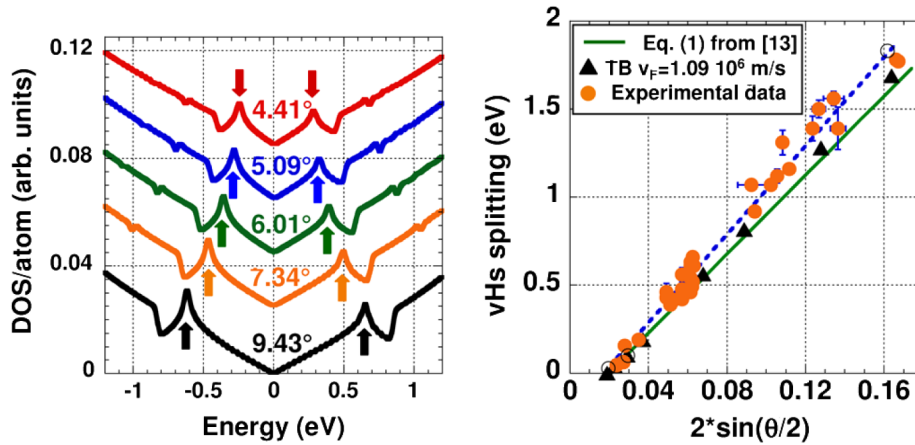 0.12
0.08
0.04
0
DOS/atom (arb. units)
4.41°
5.09°
6.01°
7.34°
9.43°
-1 -0.5 0 0.5 1
Energy (eV)
2
1.5
1
0.5
0
vHs splitting (eV)
Eq. (1) from [13]
TB v_F=1.09 10⁶ m/s
Experimental data
0 0.04 0.08 0.12 0.16
2*sin(θ/2)